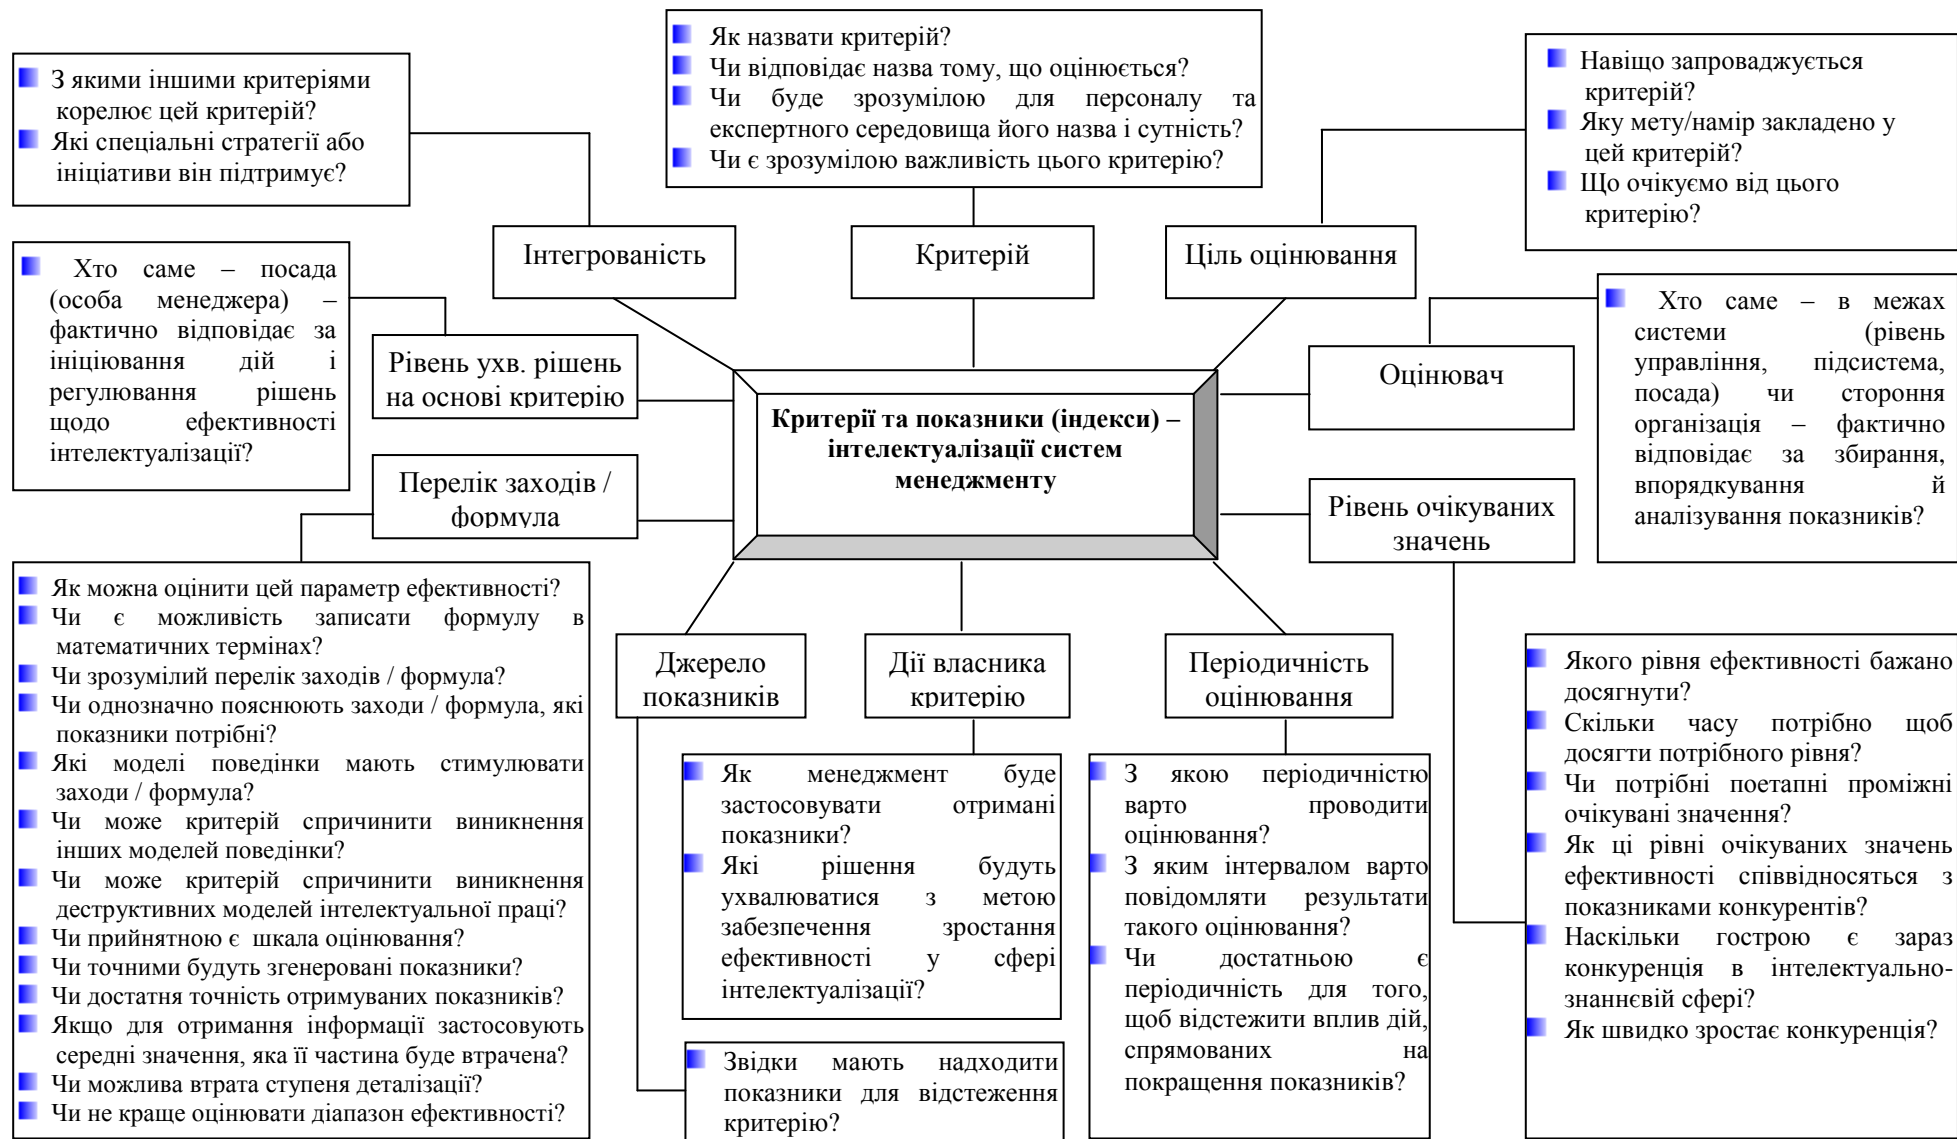 Як назвати критерій?
Чи відповідає назва тому, що оцінюється?
Чи буде зрозумілою для персоналу та
експертного середовища його назва і сутність?
Чи є зрозумілою важливість цього критерію?
З якими іншими критеріями
корелює цей критерій?
Які спеціальні стратегії або
ініціативи він підтримує?
Навіщо запроваджується
критерій?
Яку мету/намір закладено у
цей критерій?
Що очікуємо від цього
критерію?
Інтегрованість
Критерій
Ціль оцінювання
Хто саме – посада
(особа менеджера) –
фактично відповідає за
ініціювання дій і
регулювання рішень
щодо ефективності
інтелектуалізації?
Рівень ухв. рішень
на основі критерію
Оцінювач
Хто саме – в межах
системи (рівень
управління, підсистема,
посада) чи стороння
організація – фактично
відповідає за збирання,
впорядкування й
аналізування показників?
Критерії та показники (індекси) –
інтелектуалізації систем
менеджменту
Перелік заходів /
формула
Рівень очікуваних
значень
Як можна оцінити цей параметр ефективності?
Чи є можливість записати формулу в
математичних термінах?
Чи зрозумілий перелік заходів / формула?
Чи однозначно пояснюють заходи / формула, які
показники потрібні?
Які моделі поведінки мають стимулювати
заходи / формула?
Чи може критерій спричинити виникнення
інших моделей поведінки?
Чи може критерій спричинити виникнення
деструктивних моделей інтелектуальної праці?
Чи прийнятною є шкала оцінювання?
Чи точними будуть згенеровані показники?
Чи достатня точність отримуваних показників?
Якщо для отримання інформації застосовують
середні значення, яка її частина буде втрачена?
Чи можлива втрата ступеня деталізації?
Чи не краще оцінювати діапазон ефективності?
Джерело
показників
Дії власника
критерію
Періодичність
оцінювання
Як менеджмент буде
застосовувати отримані
показники?
Які рішення будуть
ухвалюватися з метою
забезпечення зростання
ефективності у сфері
інтелектуалізації?
Звідки мають надходити
показники для відстеження
критерію?
З якою періодичністю
варто проводити
оцінювання?
З яким інтервалом варто
повідомляти результати
такого оцінювання?
Чи достатньою є
періодичність для того,
щоб відстежити вплив дій,
спрямованих на
покращення показників?
Якого рівня ефективності бажано
досягнути?
Скільки часу потрібно щоб
досягти потрібного рівня?
Чи потрібні поетапні проміжні
очікувані значення?
Як ці рівні очікуваних значень
ефективності співвідносяться з
показниками конкурентів?
Наскільки гострою є зараз
конкуренція в інтелектуально-
знаннєвій сфері?
Як швидко зростає конкуренція?